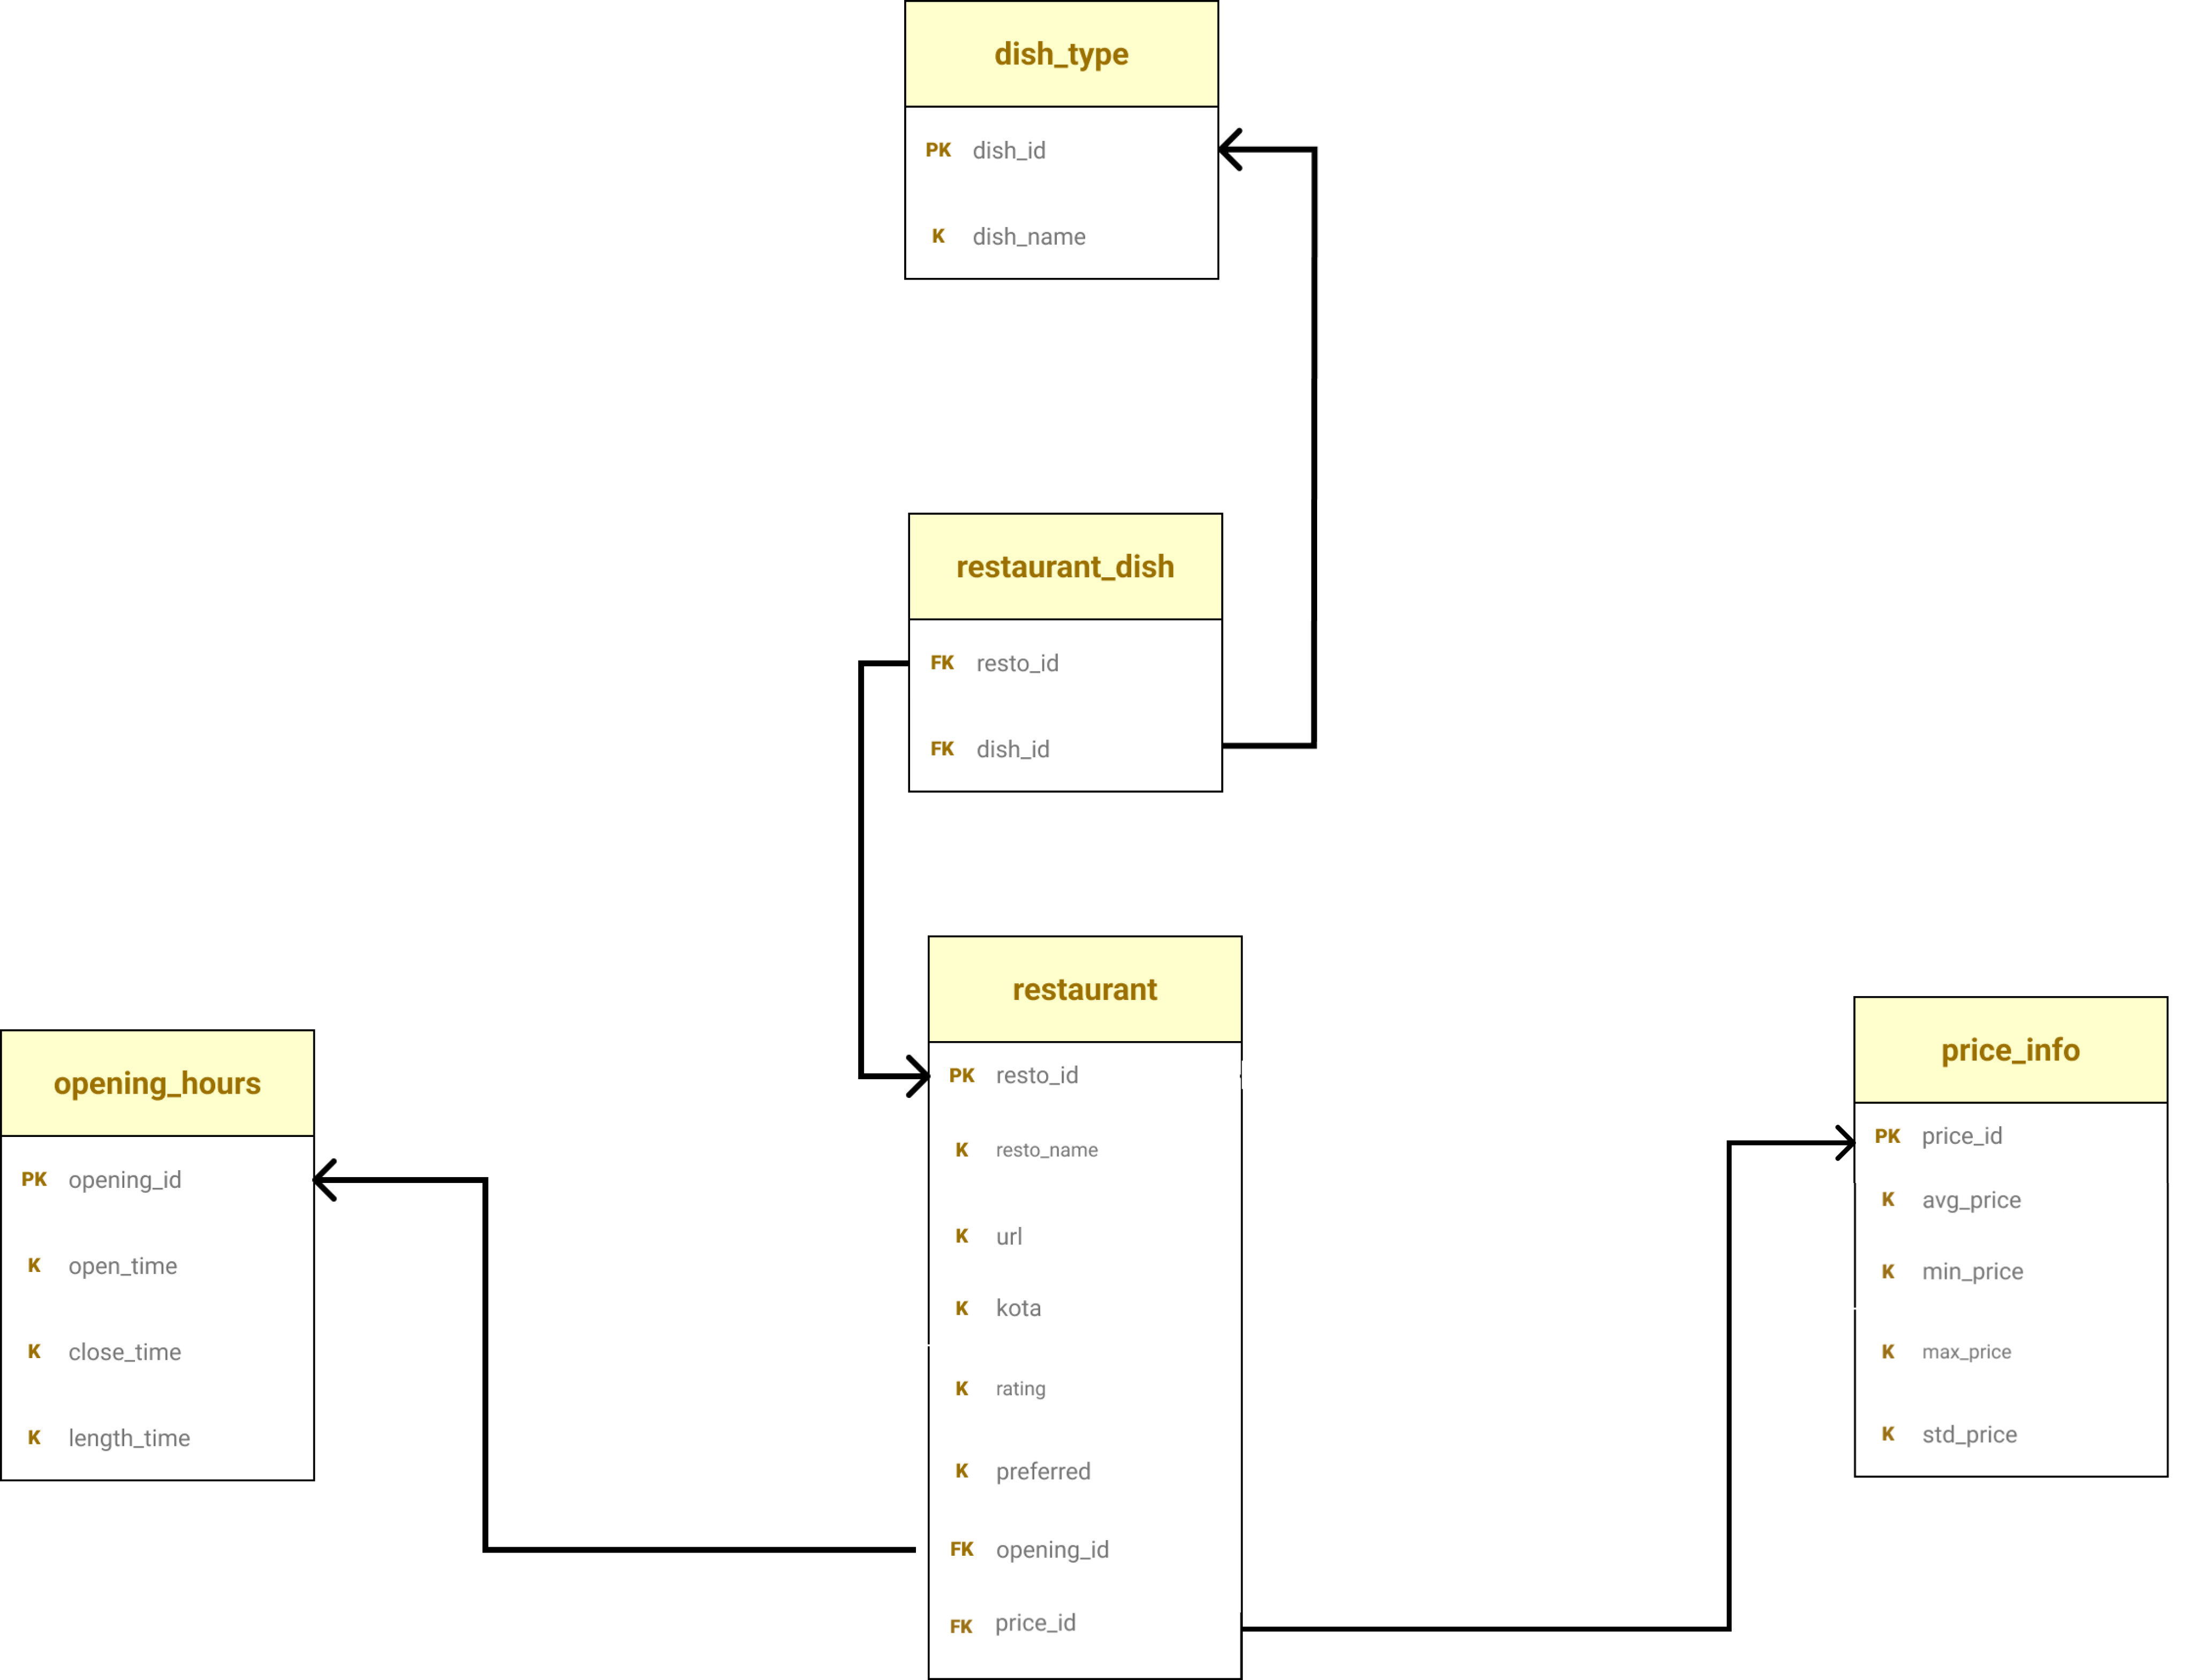 dish_type
PK dish_id
K dish_name
restaurant_dish
FK resto_id
FK dish_id
restaurant
PK resto_id
K resto_name
K url
K kota
K rating
K preferred
FK opening_id
FK price_id
opening_hours
PK opening_id
K open_time
K close_time
K length_time
price_info
PK price_id
K avg_price
K min_price
K max_price
K std_price